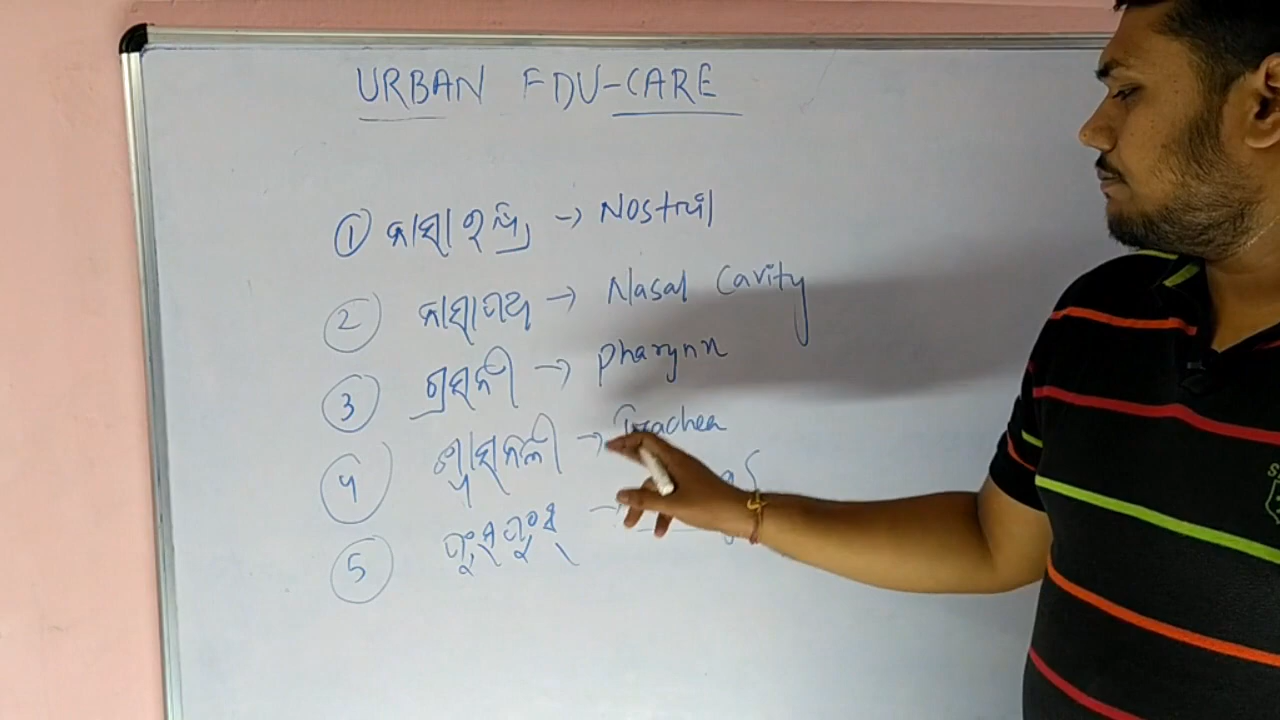 URBAN EDU-CARE
① ନାସାରନ୍ଧ୍ର → Nostril
② ନାସାପଥ → Nasal Cavity
③ ଗ୍ରସନୀ → Pharynx
④ ଶ୍ୱାସନଳୀ → Trachea
⑤ ଫୁସ୍‌ଫୁସ୍ →